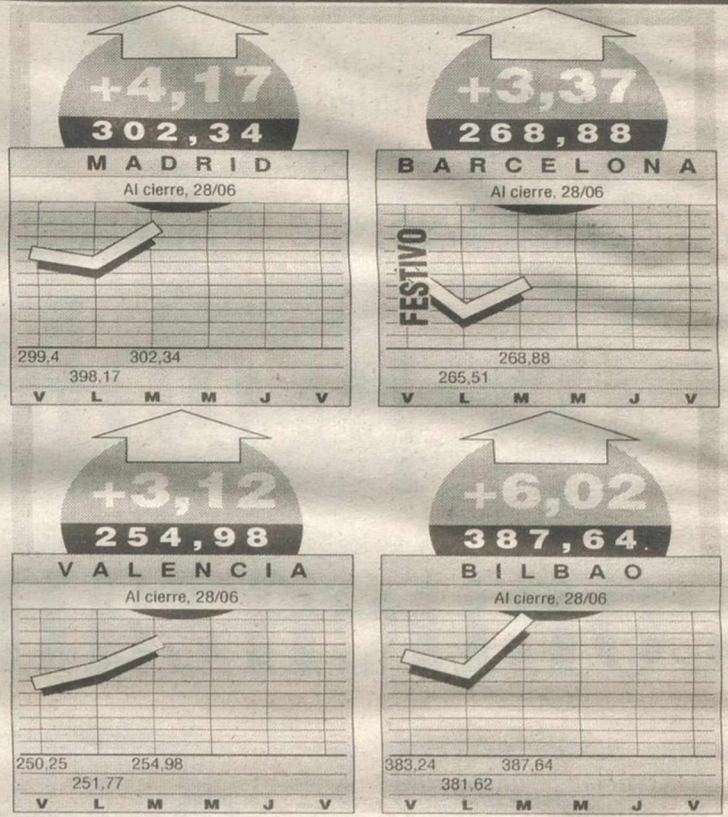 +4,17
302,34
MADRID
Al cierre, 28/06
299,4 302,34
398,17
V L M M J V
+3,37
268,88
BARCELONA
Al cierre, 28/06
FESTIVO
268,88
265,51
V L M M J V
+3,12
254,98
VALENCIA
Al cierre, 28/06
250,25 254,98
251,77
V L M M J V
+6,02
387,64
BILBAO
Al cierre, 28/06
383,24 387,64
381,62
V L M M J V